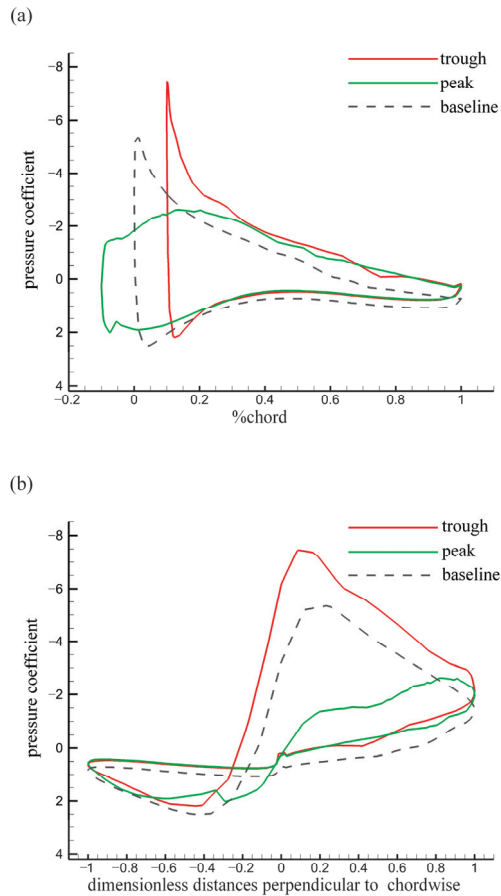 (a)
−8
−6
−4
−2
0
2
4
pressure coefficient
trough
peak
baseline
−0.2 0 0.2 0.4 0.6 0.8 1
%chord
(b)
−8
−6
−4
−2
0
2
4
pressure coefficient
trough
peak
baseline
−1 −0.8 −0.6 −0.4 −0.2 0 0.2 0.4 0.6 0.8 1
dimensionless distances perpendicular to chordwise